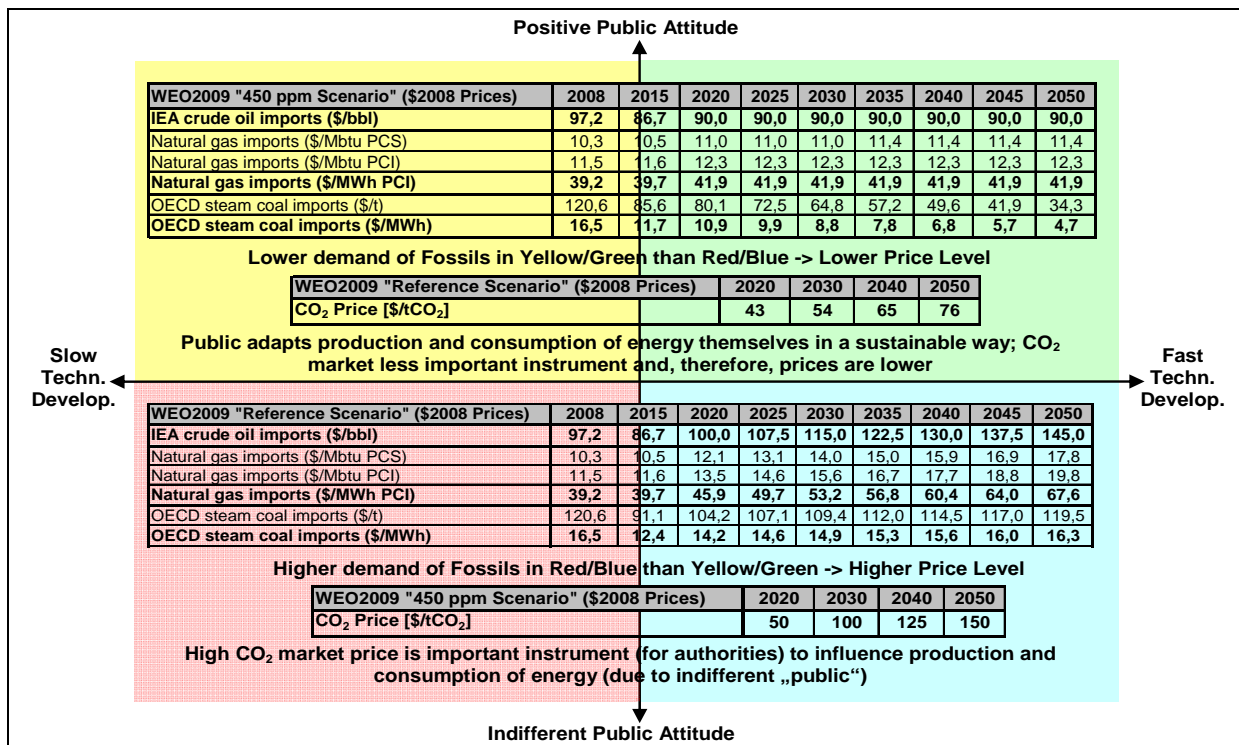 Positive Public Attitude
WEO2009 "450 ppm Scenario" ($2008 Prices) 2008 2015 2020 2025 2030 2035 2040 2045 2050
IEA crude oil imports ($/bbl) 97,2 86,7 90,0 90,0 90,0 90,0 90,0 90,0 90,0
Natural gas imports ($/Mbtu PCS) 10,3 10,5 11,0 11,0 11,0 11,4 11,4 11,4 11,4
Natural gas imports ($/Mbtu PCI) 11,5 11,6 12,3 12,3 12,3 12,3 12,3 12,3 12,3
Natural gas imports ($/MWh PCI) 39,2 39,7 41,9 41,9 41,9 41,9 41,9 41,9 41,9
OECD steam coal imports ($/t) 120,6 85,6 80,1 72,5 64,8 57,2 49,6 41,9 34,3
OECD steam coal imports ($/MWh) 16,5 11,7 10,9 9,9 8,8 7,8 6,8 5,7 4,7
Lower demand of Fossils in Yellow/Green than Red/Blue -> Lower Price Level
WEO2009 "Reference Scenario" ($2008 Prices) 2020 2030 2040 2050
CO₂ Price [$/tCO₂] 43 54 65 76
Public adapts production and consumption of energy themselves in a sustainable way; CO₂
market less important instrument and, therefore, prices are lower
Slow
Techn.
Develop.
Fast
Techn.
Develop.
WEO2009 "Reference Scenario" ($2008 Prices) 2008 2015 2020 2025 2030 2035 2040 2045 2050
IEA crude oil imports ($/bbl) 97,2 86,7 100,0 107,5 115,0 122,5 130,0 137,5 145,0
Natural gas imports ($/Mbtu PCS) 10,3 10,5 12,1 13,1 14,0 15,0 15,9 16,9 17,8
Natural gas imports ($/Mbtu PCI) 11,5 11,6 13,5 14,6 15,6 16,7 17,7 18,8 19,8
Natural gas imports ($/MWh PCI) 39,2 39,7 45,9 49,7 53,2 56,8 60,4 64,0 67,6
OECD steam coal imports ($/t) 120,6 91,1 104,2 107,1 109,4 112,0 114,5 117,0 119,5
OECD steam coal imports ($/MWh) 16,5 12,4 14,2 14,6 14,9 15,3 15,6 16,0 16,3
Higher demand of Fossils in Red/Blue than Yellow/Green -> Higher Price Level
WEO2009 "450 ppm Scenario" ($2008 Prices) 2020 2030 2040 2050
CO₂ Price [$/tCO₂] 50 100 125 150
High CO₂ market price is important instrument (for authorities) to influence production and
consumption of energy (due to indifferent „public“)
Indifferent Public Attitude